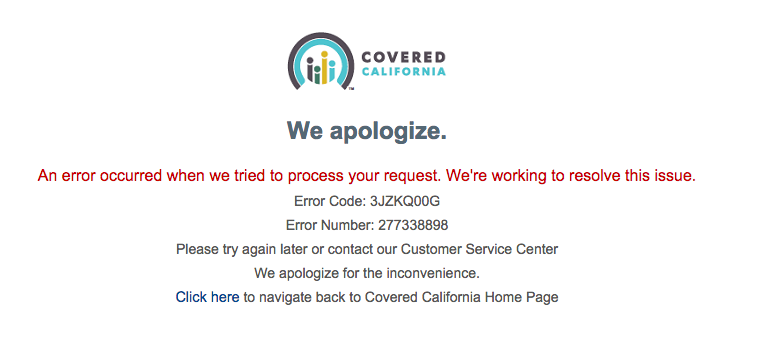 COVERED
CALIFORNIA
™
We apologize.
An error occurred when we tried to process your request. We're working to resolve this issue.
Error Code: 3JZKQ00G
Error Number: 277338898
Please try again later or contact our Customer Service Center
We apologize for the inconvenience.
Click here to navigate back to Covered California Home Page